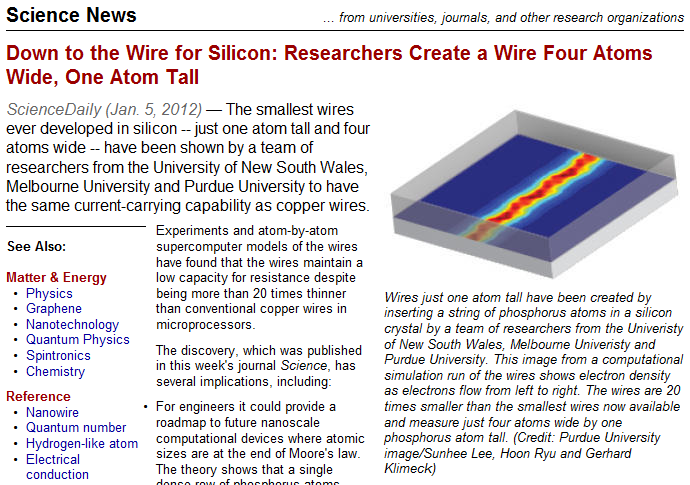 Science News
... from universities, journals, and other research organizations
Down to the Wire for Silicon: Researchers Create a Wire Four Atoms
Wide, One Atom Tall
ScienceDaily (Jan. 5, 2012) — The smallest wires
ever developed in silicon -- just one atom tall and four
atoms wide -- have been shown by a team of
researchers from the University of New South Wales,
Melbourne University and Purdue University to have
the same current-carrying capability as copper wires.
See Also:
Matter & Energy
• Physics
• Graphene
• Nanotechnology
• Quantum Physics
• Spintronics
• Chemistry
Reference
• Nanowire
• Quantum number
• Hydrogen-like atom
• Electrical
conduction
Experiments and atom-by-atom
supercomputer models of the wires
have found that the wires maintain a
low capacity for resistance despite
being more than 20 times thinner
than conventional copper wires in
microprocessors.
The discovery, which was published
in this week's journal Science, has
several implications, including:
• For engineers it could provide a
roadmap to future nanoscale
computational devices where atomic
sizes are at the end of Moore's law.
The theory shows that a single
dense row of phosphorus atoms
Wires just one atom tall have been created by
inserting a string of phosphorus atoms in a silicon
crystal by a team of researchers from the Univeristy
of New South Wales, Melbourne Univeristy and
Purdue University. This image from a computational
simulation run of the wires shows electron density
as electrons flow from left to right. The wires are 20
times smaller than the smallest wires now available
and measure just four atoms wide by one
phosphorus atom tall. (Credit: Purdue University
image/Sunhee Lee, Hoon Ryu and Gerhard
Klimeck)